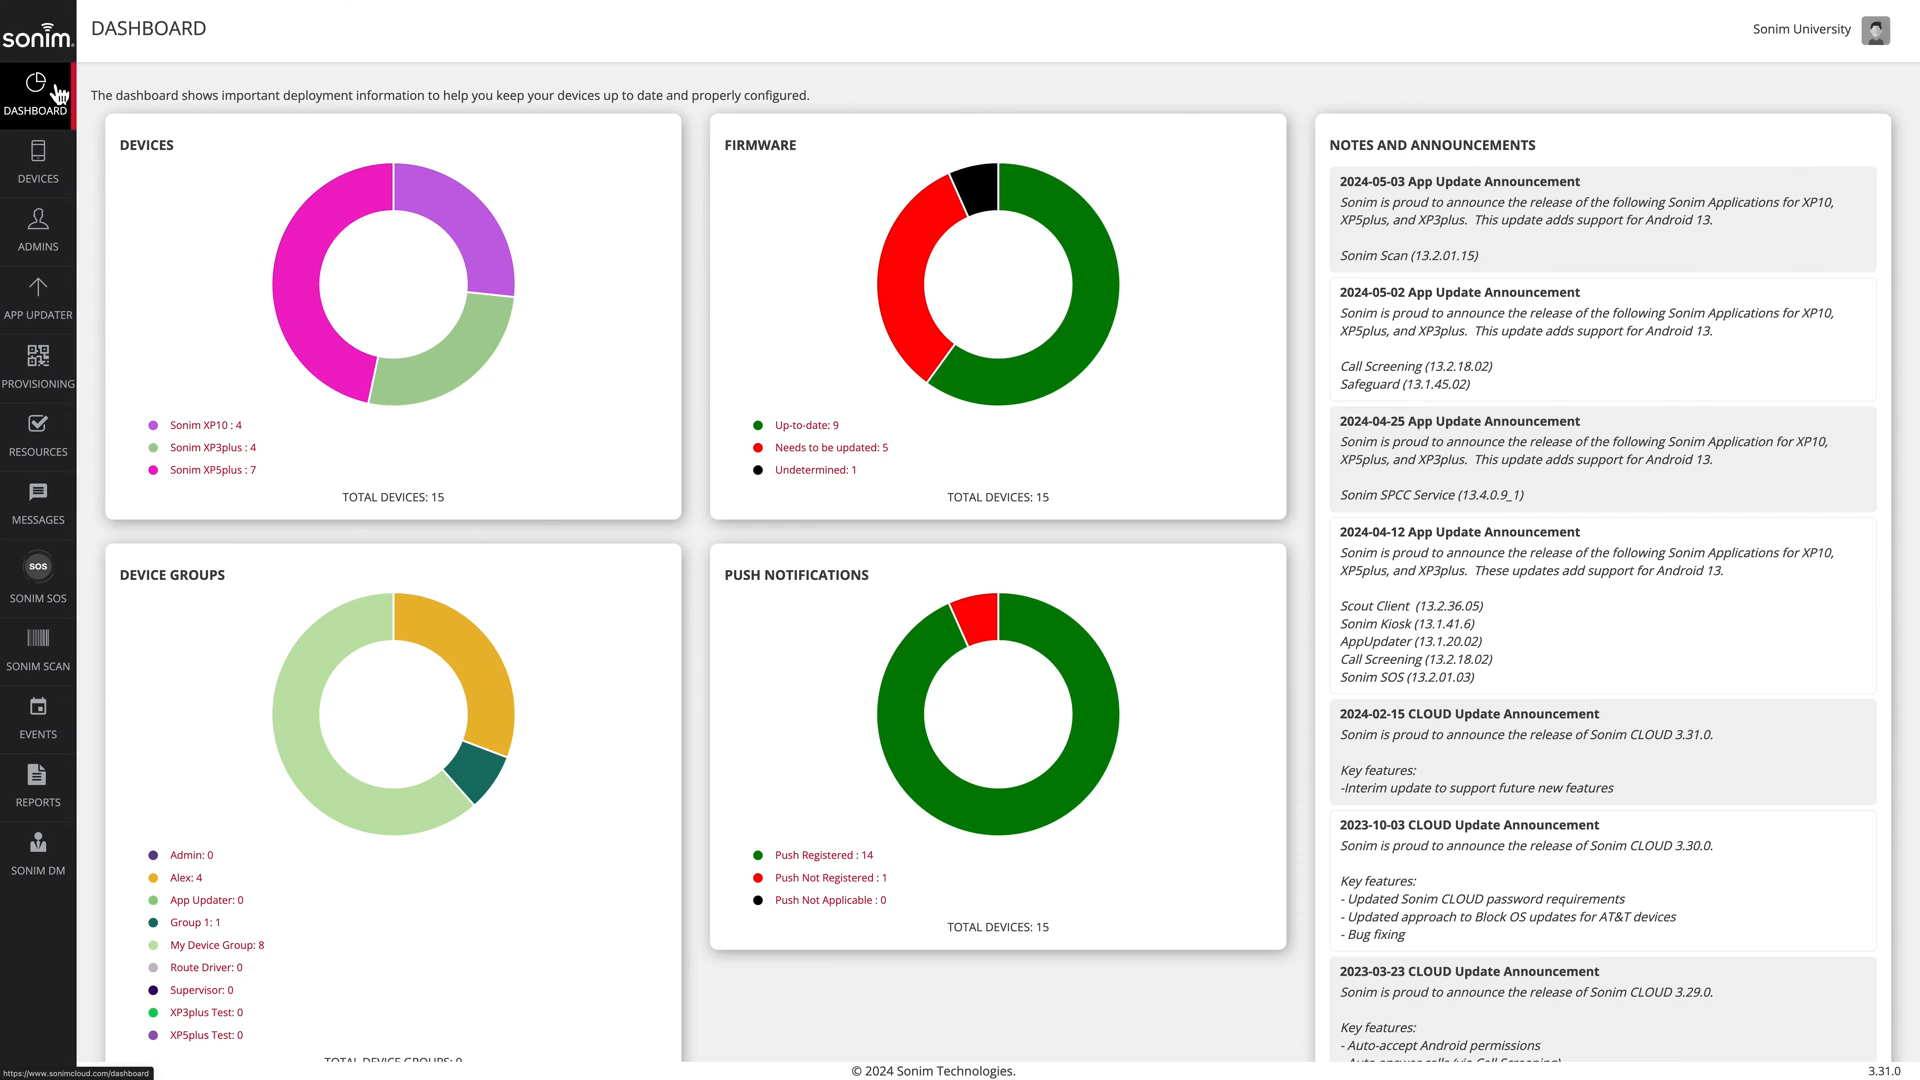 sonim
DASHBOARD
Sonim University
DASHBOARD
DEVICES
ADMINS
APP UPDATER
PROVISIONING
RESOURCES
MESSAGES
SOS
SONIM SOS
SONIM SCAN
EVENTS
REPORTS
SONIM DM
The dashboard shows important deployment information to help you keep your devices up to date and properly configured.
DEVICES
Sonim XP10 : 4
Sonim XP3plus : 4
Sonim XP5plus : 7
TOTAL DEVICES: 15
FIRMWARE
Up-to-date: 9
Needs to be updated: 5
Undetermined: 1
TOTAL DEVICES: 15
DEVICE GROUPS
Admin: 0
Alex: 4
App Updater: 0
Group 1: 1
My Device Group: 8
Route Driver: 0
Supervisor: 0
XP3plus Test: 0
XP5plus Test: 0
TOTAL DEVICE GROUPS: 9
PUSH NOTIFICATIONS
Push Registered : 14
Push Not Registered : 1
Push Not Applicable : 0
TOTAL DEVICES: 15
NOTES AND ANNOUNCEMENTS
2024-05-03 App Update Announcement
Sonim is proud to announce the release of the following Sonim Applications for XP10,
XP5plus, and XP3plus.  This update adds support for Android 13.
Sonim Scan (13.2.01.15)
2024-05-02 App Update Announcement
Sonim is proud to announce the release of the following Sonim Applications for XP10,
XP5plus, and XP3plus.  This update adds support for Android 13.
Call Screening (13.2.18.02)
Safeguard (13.1.45.02)
2024-04-25 App Update Announcement
Sonim is proud to announce the release of the following Sonim Application for XP10,
XP5plus, and XP3plus.  This update adds support for Android 13.
Sonim SPCC Service (13.4.0.9_1)
2024-04-12 App Update Announcement
Sonim is proud to announce the release of the following Sonim Applications for XP10,
XP5plus, and XP3plus.  These updates add support for Android 13.
Scout Client  (13.2.36.05)
Sonim Kiosk (13.1.41.6)
AppUpdater (13.1.20.02)
Call Screening (13.2.18.02)
Sonim SOS (13.2.01.03)
2024-02-15 CLOUD Update Announcement
Sonim is proud to announce the release of Sonim CLOUD 3.31.0.
Key features:
-Interim update to support future new features
2023-10-03 CLOUD Update Announcement
Sonim is proud to announce the release of Sonim CLOUD 3.30.0.
Key features:
- Updated Sonim CLOUD password requirements
- Updated approach to Block OS updates for AT&T devices
- Bug fixing
2023-03-23 CLOUD Update Announcement
Sonim is proud to announce the release of Sonim CLOUD 3.29.0.
Key features:
- Auto-accept Android permissions
- Auto answer calls (via Call Screening)
https://www.sonimcloud.com/dashboard
© 2024 Sonim Technologies.
3.31.0